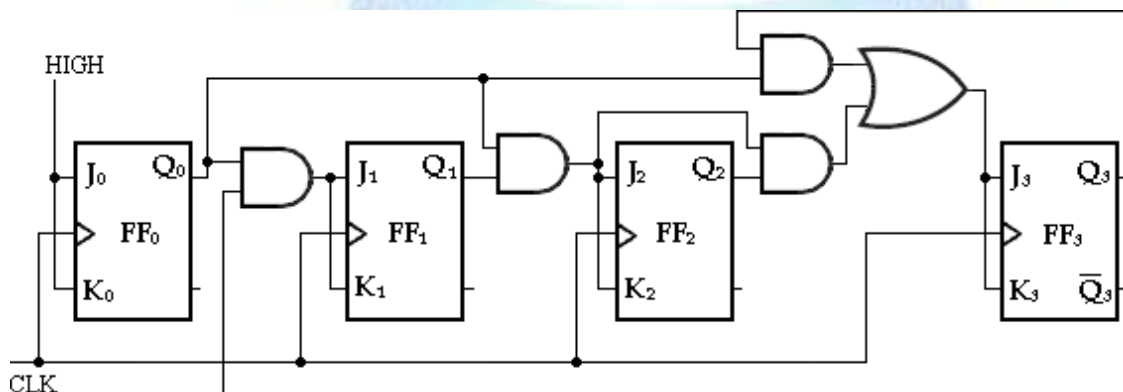 HIGH
J₀ Q₀
FF₀
K₀
J₁ Q₁
FF₁
K₁
J₂ Q₂
FF₂
K₂
J₃ Q₃
FF₃
K₃ Q̅₃
CLK